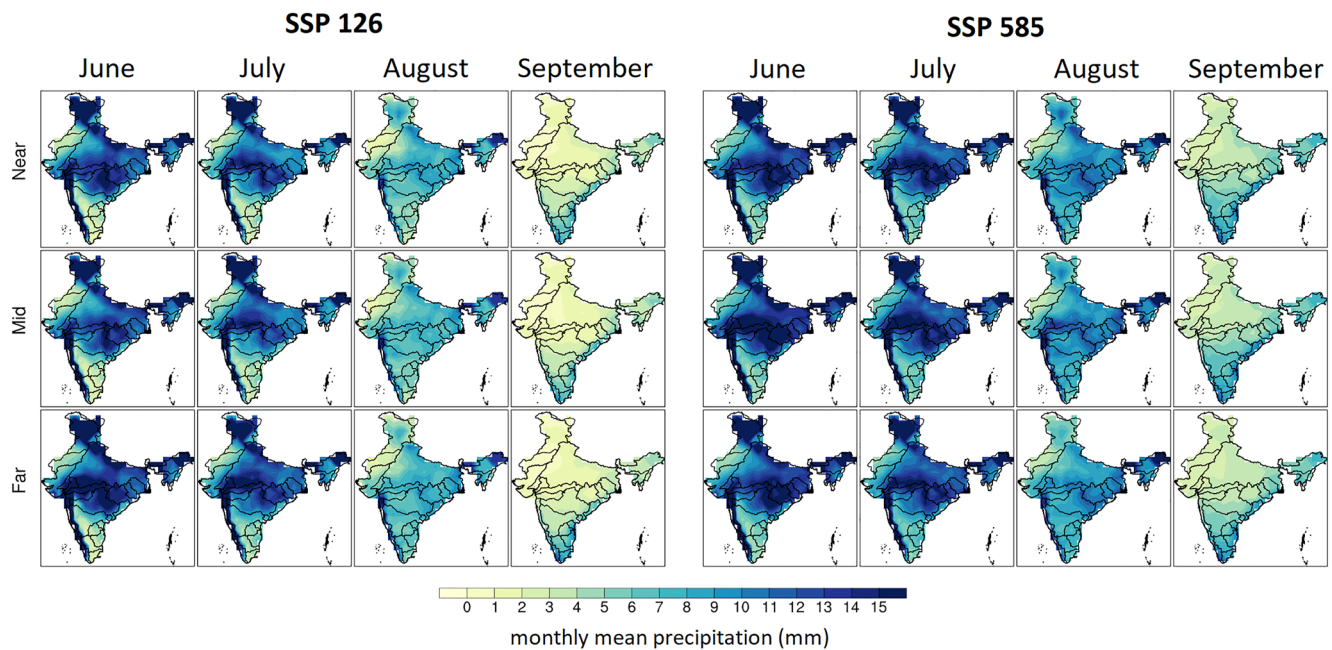 SSP 126 SSP 585
June July August September June July August September
Near
Mid
Far
0 1 2 3 4 5 6 7 8 9 10 11 12 13 14 15
monthly mean precipitation (mm)